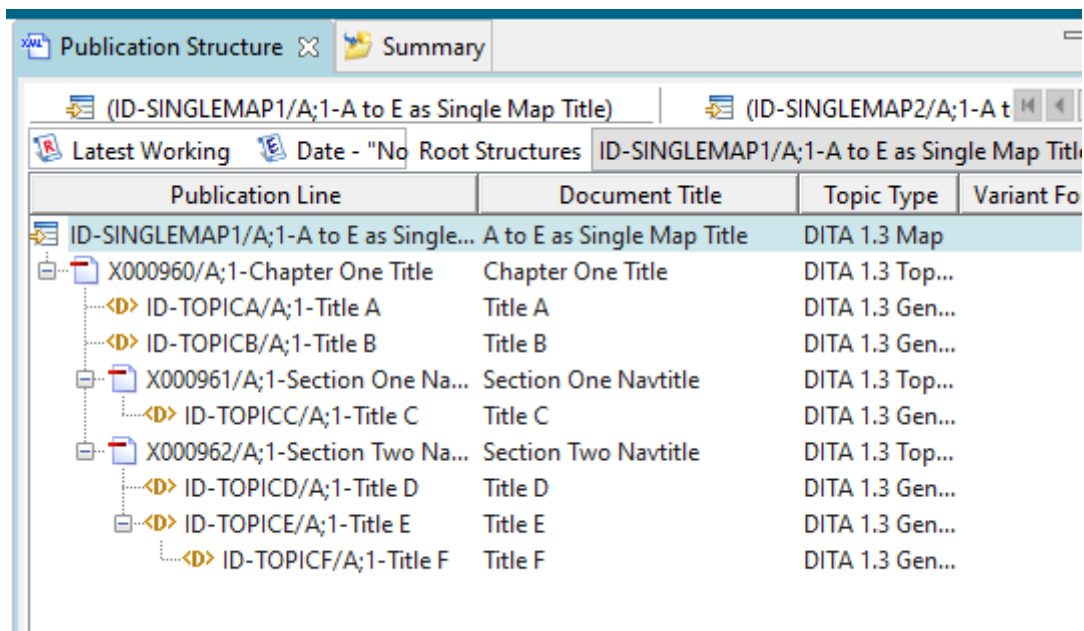 Publication Structure Summary
(ID-SINGLEMAP1/A;1-A to E as Single Map Title) (ID-SINGLEMAP2/A;1-A t
Latest Working Date - "No Root Structures ID-SINGLEMAP1/A;1-A to E as Single Map Title
Publication Line Document Title Topic Type Variant Fo
ID-SINGLEMAP1/A;1-A to E as Single... A to E as Single Map Title DITA 1.3 Map
X000960/A;1-Chapter One Title Chapter One Title DITA 1.3 Top...
<D> ID-TOPICA/A;1-Title A Title A DITA 1.3 Gen...
<D> ID-TOPICB/A;1-Title B Title B DITA 1.3 Gen...
X000961/A;1-Section One Na... Section One Navtitle DITA 1.3 Top...
<D> ID-TOPICC/A;1-Title C Title C DITA 1.3 Gen...
X000962/A;1-Section Two Na... Section Two Navtitle DITA 1.3 Top...
<D> ID-TOPICD/A;1-Title D Title D DITA 1.3 Gen...
<D> ID-TOPICE/A;1-Title E Title E DITA 1.3 Gen...
<D> ID-TOPICF/A;1-Title F Title F DITA 1.3 Gen...